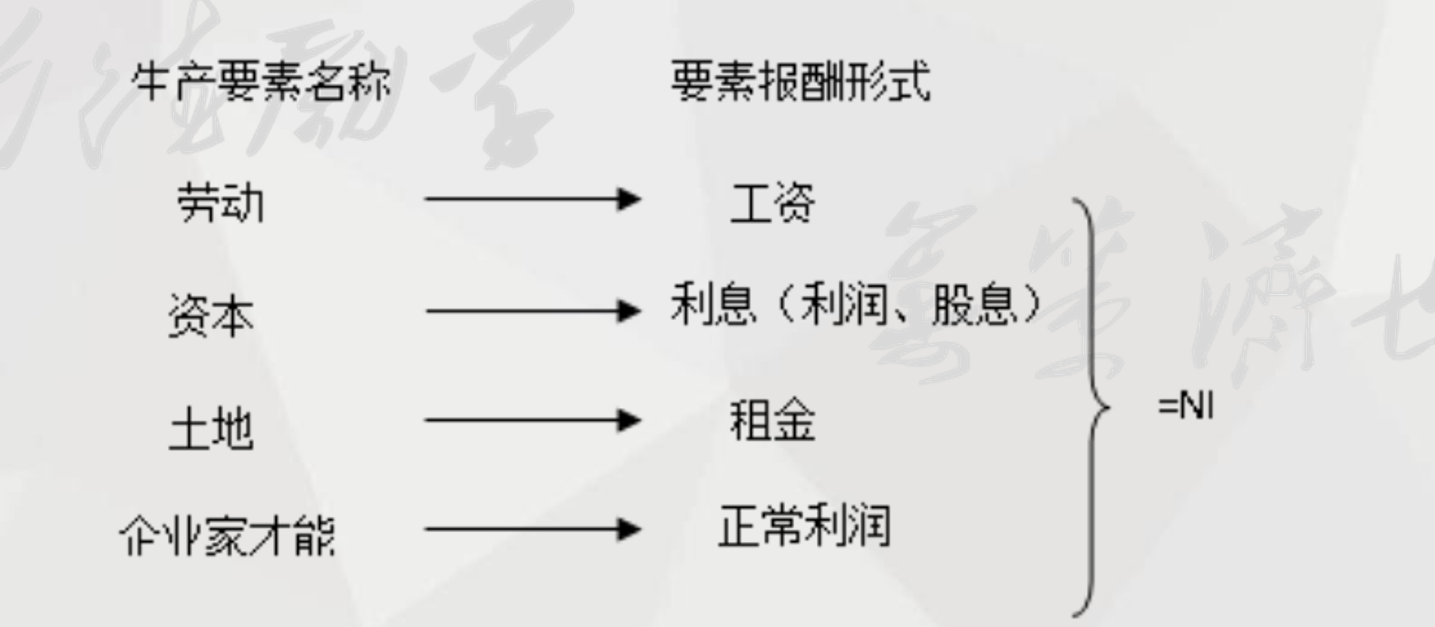 生产要素名称 要素报酬形式
劳动 工资
资本 利息（利润、股息）
土地 租金
=NI
企业家才能 正常利润